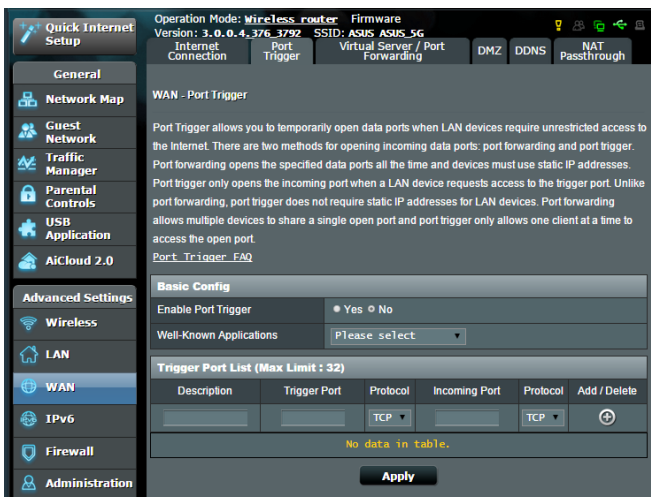 Quick Internet
Setup
General
Network Map
Guest
Network
Traffic
Manager
Parental
Controls
USB
Application
AiCloud 2.0
Advanced Settings
Wireless
LAN
WAN
IPv6
Firewall
Administration
Operation Mode: Wireless router Firmware
Version: 3.0.0.4.376_3792 SSID: ASUS ASUS_5G
Internet
Connection
Port
Trigger
Virtual Server / Port
Forwarding
DMZ
DDNS
NAT
Passthrough
WAN - Port Trigger
Port Trigger allows you to temporarily open data ports when LAN devices require unrestricted access to
the Internet. There are two methods for opening incoming data ports: port forwarding and port trigger.
Port forwarding opens the specified data ports all the time and devices must use static IP addresses.
Port trigger only opens the incoming port when a LAN device requests access to the trigger port. Unlike
port forwarding, port trigger does not require static IP addresses for LAN devices. Port forwarding
allows multiple devices to share a single open port and port trigger only allows one client at a time to
access the open port.
Port Trigger FAQ
Basic Config
Enable Port Trigger Yes No
Well-Known Applications Please select
Trigger Port List (Max Limit : 32)
Description Trigger Port Protocol Incoming Port Protocol Add / Delete
TCP TCP
No data in table.
Apply